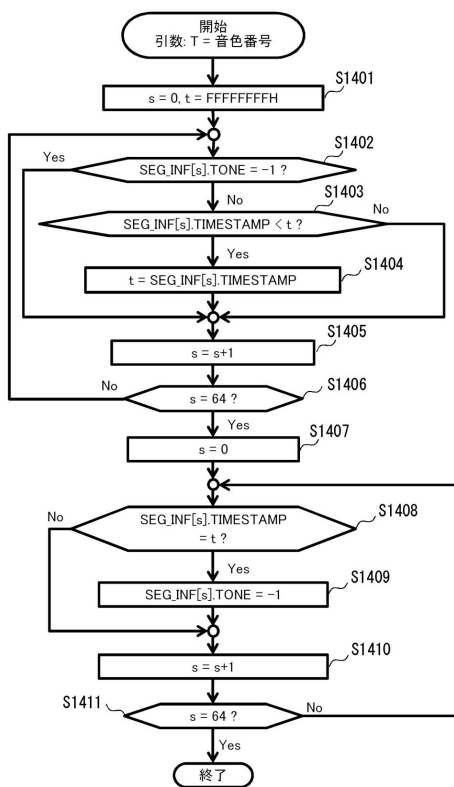 開始
引数: T = 音色番号
S1401
s = 0, t = FFFFFFFFH
S1402
Yes
SEG_INF[s].TONE = -1 ?
No
S1403
No
SEG_INF[s].TIMESTAMP < t ?
Yes
S1404
t = SEG_INF[s].TIMESTAMP
S1405
s = s+1
No
S1406
s = 64 ?
Yes
S1407
s = 0
No
S1408
SEG_INF[s].TIMESTAMP
= t ?
Yes
S1409
SEG_INF[s].TONE = -1
S1410
s = s+1
S1411
No
s = 64 ?
Yes
終了